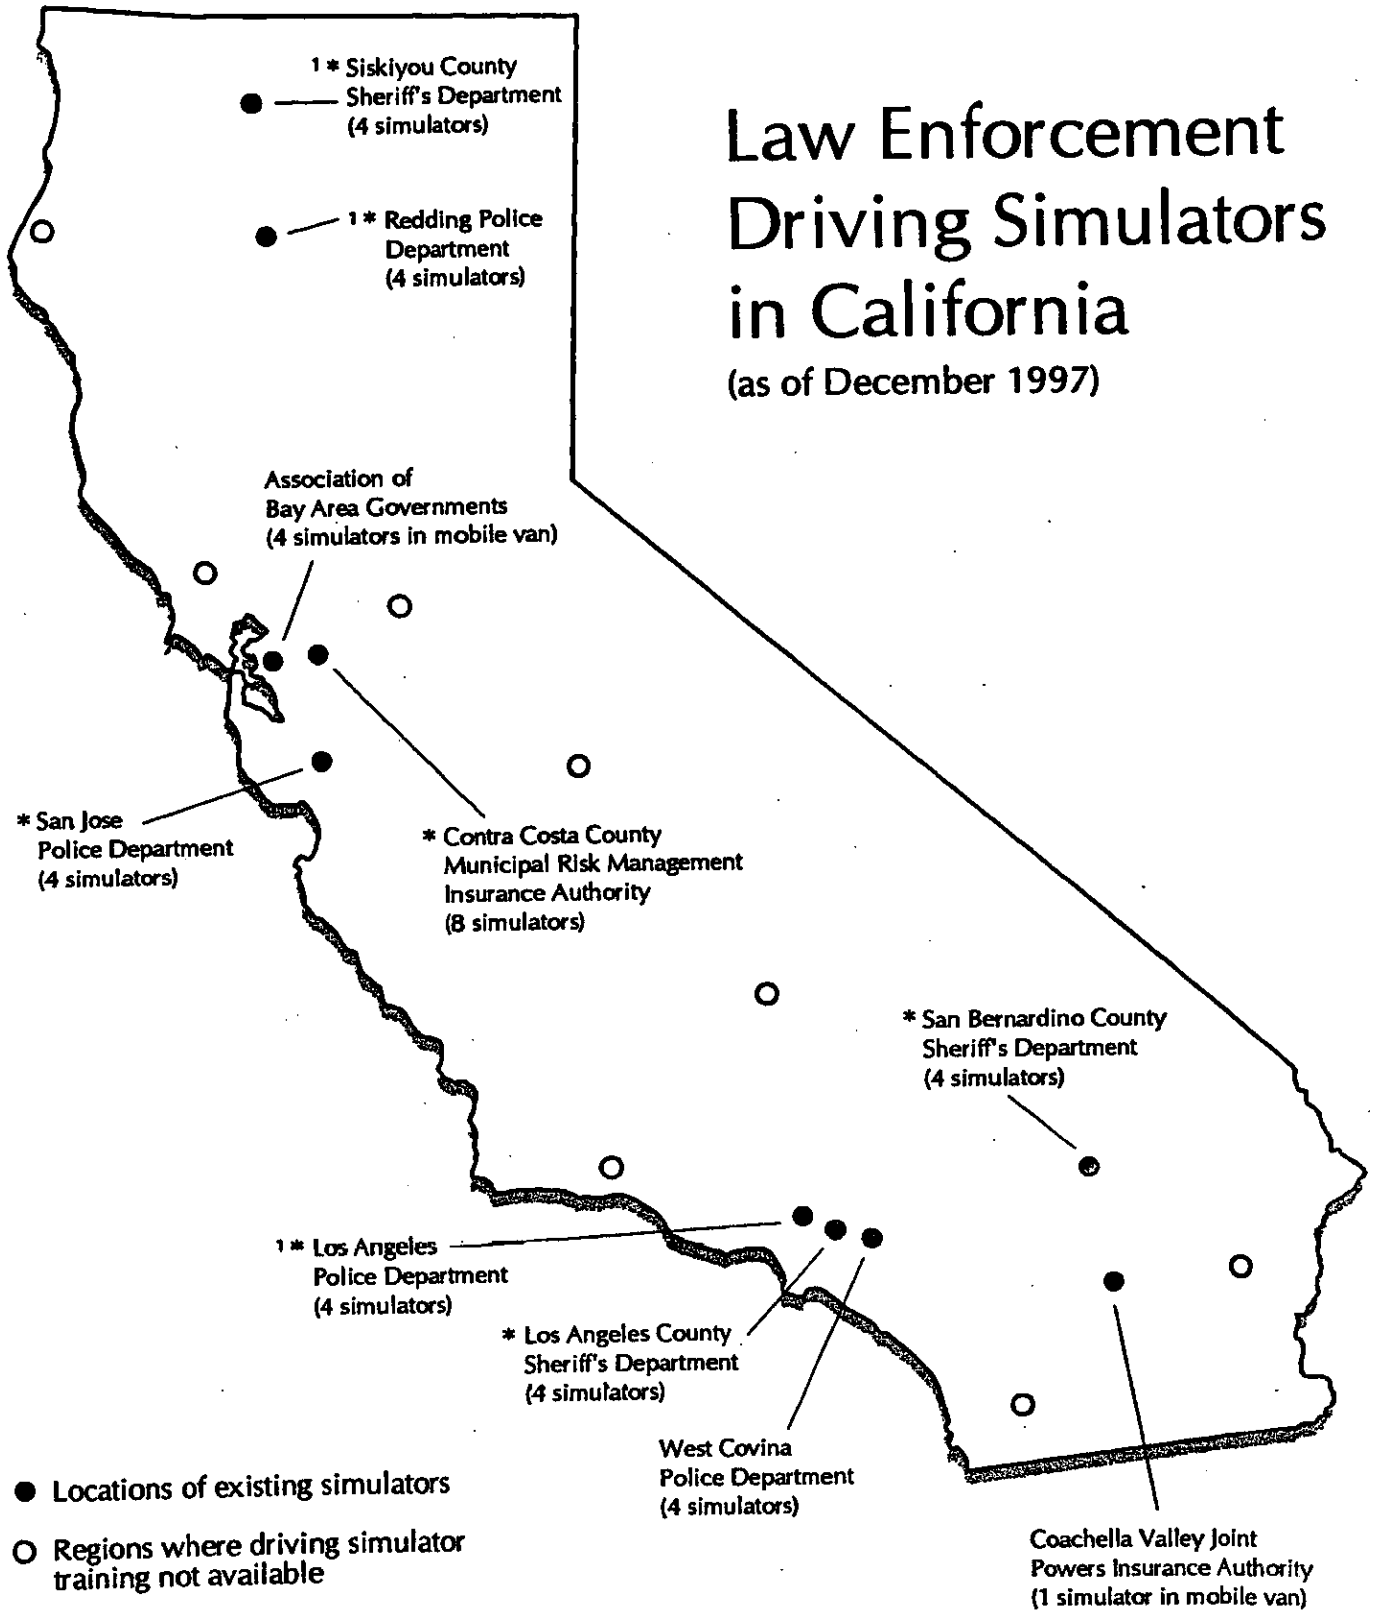 Law Enforcement
Driving Simulators
in California
(as of December 1997)
1 * Siskiyou County
Sheriff's Department
(4 simulators)
1 * Redding Police
Department
(4 simulators)
Association of
Bay Area Governments
(4 simulators in mobile van)
* San Jose
Police Department
(4 simulators)
* Contra Costa County
Municipal Risk Management
Insurance Authority
(8 simulators)
* San Bernardino County
Sheriff's Department
(4 simulators)
1 * Los Angeles
Police Department
(4 simulators)
* Los Angeles County
Sheriff's Department
(4 simulators)
West Covina
Police Department
(4 simulators)
Coachella Valley Joint
Powers Insurance Authority
(1 simulator in mobile van)
Locations of existing simulators
Regions where driving simulator
training not available